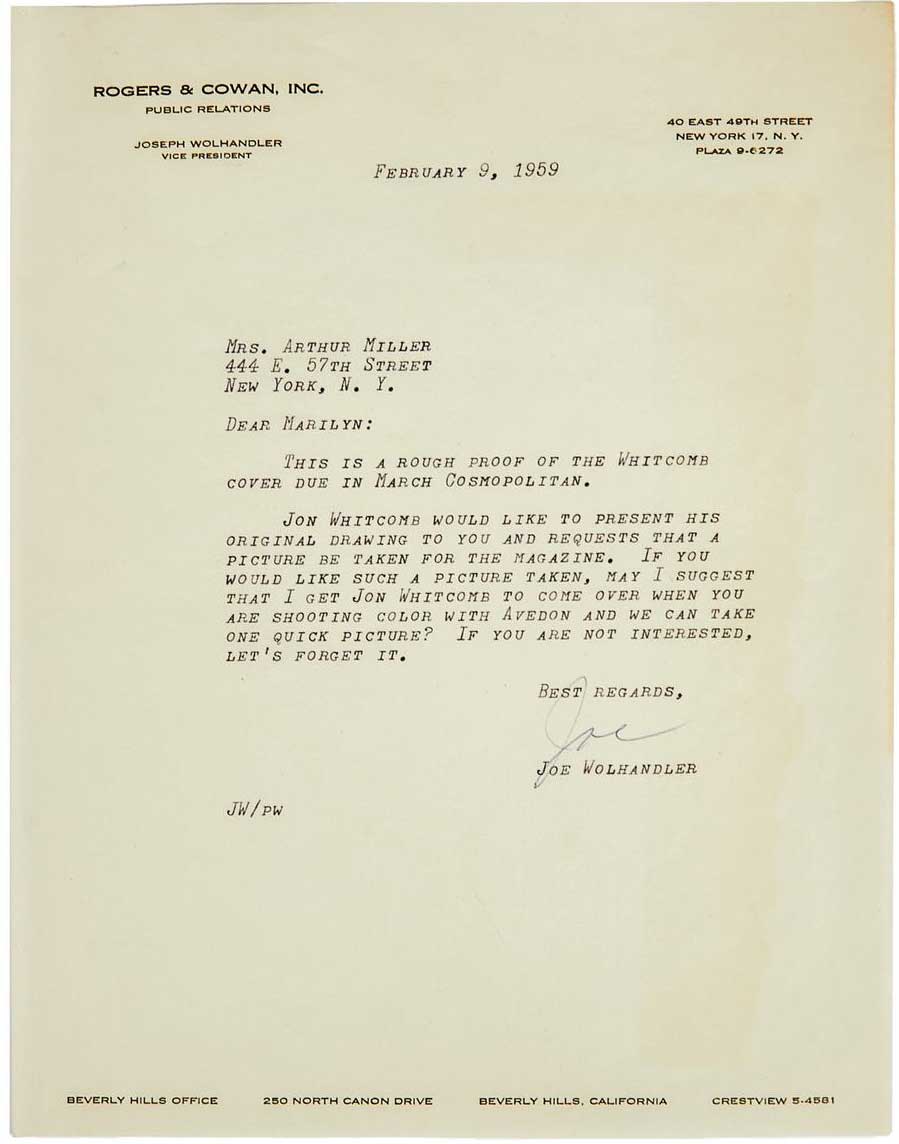 ROGERS & COWAN, INC.
PUBLIC RELATIONS
JOSEPH WOLHANDLER
VICE PRESIDENT
40 EAST 49TH STREET
NEW YORK 17, N. Y.
PLAZA 9-6272
FEBRUARY 9, 1959
MRS. ARTHUR MILLER
444 E. 57TH STREET
NEW YORK, N. Y.
DEAR MARILYN:
THIS IS A ROUGH PROOF OF THE WHITCOMB
COVER DUE IN MARCH COSMOPOLITAN.
JON WHITCOMB WOULD LIKE TO PRESENT HIS
ORIGINAL DRAWING TO YOU AND REQUESTS THAT A
PICTURE BE TAKEN FOR THE MAGAZINE. IF YOU
WOULD LIKE SUCH A PICTURE TAKEN, MAY I SUGGEST
THAT I GET JON WHITCOMB TO COME OVER WHEN YOU
ARE SHOOTING COLOR WITH AVEDON AND WE CAN TAKE
ONE QUICK PICTURE? IF YOU ARE NOT INTERESTED,
LET'S FORGET IT.
BEST REGARDS,
Joe
JOE WOLHANDLER
JW/PW
BEVERLY HILLS OFFICE 250 NORTH CANON DRIVE BEVERLY HILLS, CALIFORNIA CRESTVIEW 5-4581